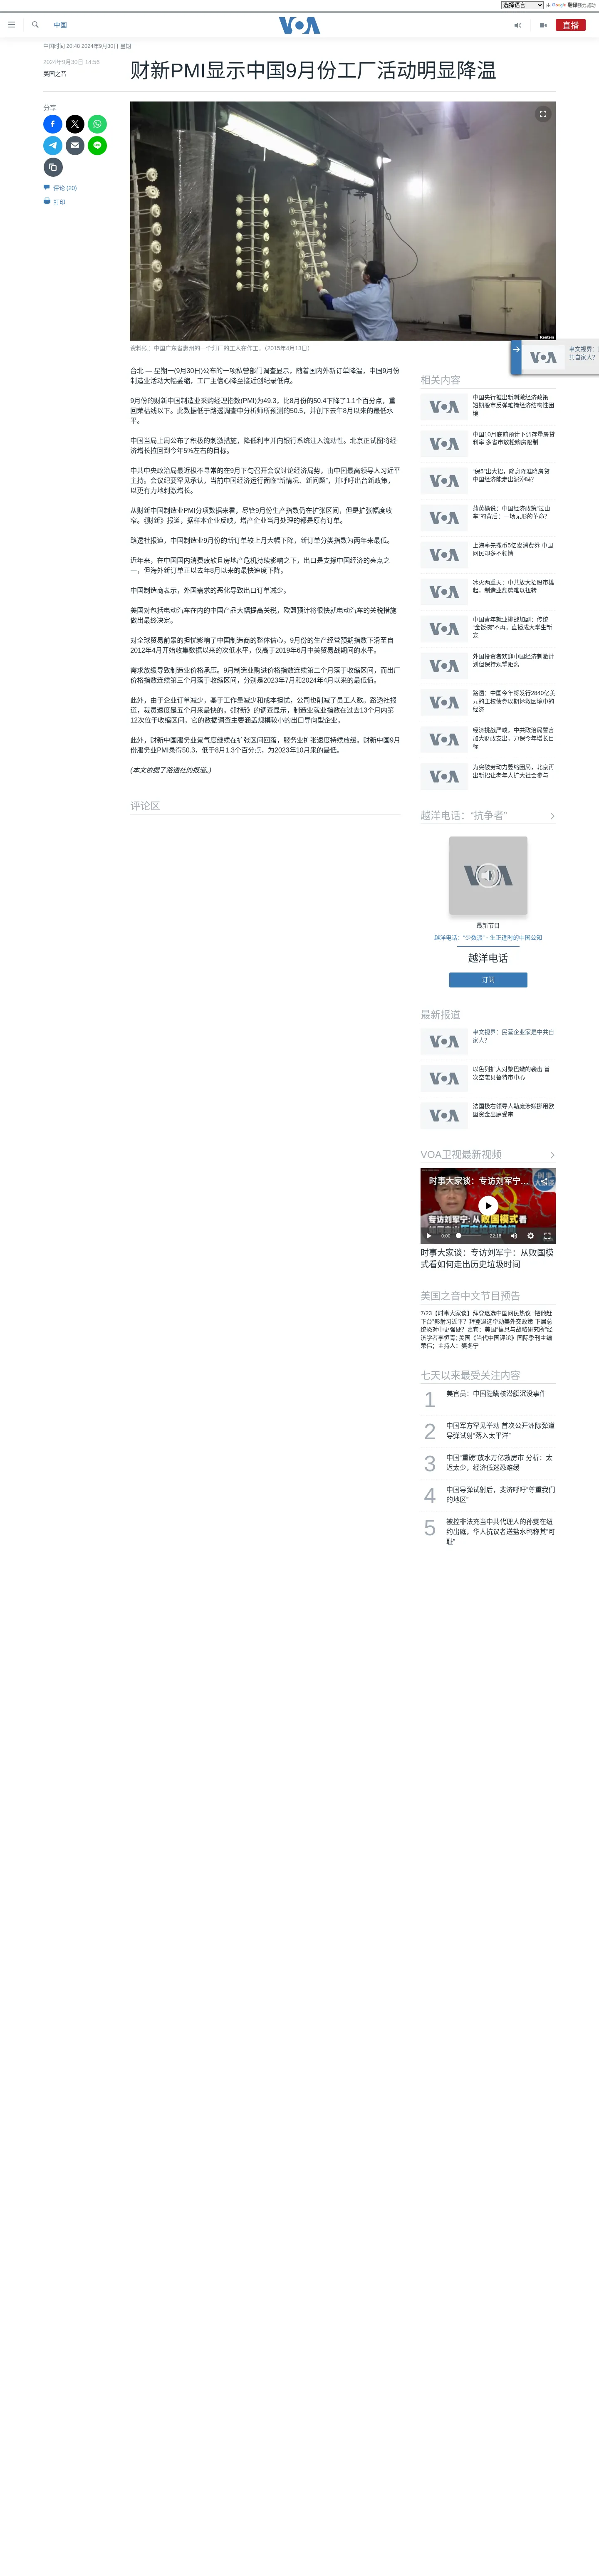 选择语言
由 Google 翻译强力驱动
中国
VOA
直播
中国时间 20:46 2024年9月30日 星期一
2024年9月30日 14:56
美国之音
财新PMI显示中国9月份工厂活动明显降温
分享
评论 (20)
打印
Reuters
资料照：中国广东省惠州的一个灯厂的工人在作工。(2015年4月13日）
台北 — 星期一(9月30日)公布的一项私营部门调查显示，随着国内外新订单降温，中国9月份
制造业活动大幅萎缩，工厂主信心降至接近创纪录低点。
9月份的财新中国制造业采购经理指数(PMI)为49.3，比8月份的50.4下降了1.1个百分点，重
回荣枯线以下。此数据低于路透调查中分析师所预测的50.5，并创下去年8月以来的最低水
平。
中国当局上周公布了积极的刺激措施，降低利率并向银行系统注入流动性。北京正试图将经
济增长拉回到今年5%左右的目标。
中共中央政治局最近极不寻常的在9月下旬召开会议讨论经济局势，由中国最高领导人习近平
主持。会议纪要罕见承认，当前中国经济运行面临“新情况、新问题”，并呼吁出台新政策，
以更有力地刺激增长。
从财新中国制造业PMI分项数据来看，尽管9月份生产指数仍在扩张区间，但是扩张幅度收
窄。《财新》报道，据样本企业反映，增产企业当月处理的都是原有订单。
路透社报道，中国制造业9月份的新订单较上月大幅下降，新订单分类指数为两年来最低。
近年来，在中国国内消费疲软且房地产危机持续影响之下，出口是支撑中国经济的亮点之
一，但海外新订单正以去年8月以来的最快速度下降。
中国制造商表示，外国需求的恶化导致出口订单减少。
美国对包括电动汽车在内的中国产品大幅提高关税，欧盟预计将很快就电动汽车的关税措施
做出最终决定。
对全球贸易前景的担忧影响了中国制造商的整体信心。9月份的生产经营预期指数下滑至自
2012年4月开始收集数据以来的次低水平，仅高于2019年6月中美贸易战期间的水平。
需求放缓导致制造业价格承压。9月制造业购进价格指数连续第二个月落于收缩区间，而出厂
价格指数连续第三个月落于收缩区间，分别是2023年7月和2024年4月以来的最低值。
此外，由于企业订单减少，基于工作量减少和成本担忧，公司也削减了员工人数。路透社报
道，裁员速度是五个月来最快的。《财新》的调查显示，制造业就业指数在过去13个月内第
12次位于收缩区间。它的数据调查主要涵盖规模较小的出口导向型企业。
此外，财新中国服务业景气度继续在扩张区间回落，服务业扩张速度持续放缓。财新中国9月
份服务业PMI录得50.3，低于8月1.3个百分点，为2023年10月来的最低。
(本文依据了路透社的报道。)
评论区
聿文视界：
共自家人？
相关内容
中国央行推出新刺激经济政策
短期股市反弹难掩经济结构性困
境
中国10月底前预计下调存量房贷
利率 多省市放松购房限制
“保5”出大招，降息降准降房贷
中国经济能走出泥淖吗？
蒲黄榆说：中国经济政策“过山
车”的背后：一场无形的革命?
上海率先撒币5亿发消费券 中国
网民却多不领情
冰火两重天：中共放大招股市雄
起，制造业颓势难以扭转
中国青年就业挑战加剧：传统
“金饭碗”不再，直播成大学生新
宠
外国投资者欢迎中国经济刺激计
划但保持观望距离
路透：中国今年将发行2840亿美
元的主权债券以期拯救困境中的
经济
经济挑战严峻，中共政治局誓言
加大财政支出，力保今年增长目
标
为突破劳动力萎缩困局，北京再
出新招让老年人扩大社会参与
越洋电话：“抗争者”
最新节目
越洋电话：“少数派” - 生正逢时的中国公知
越洋电话
订阅
最新报道
聿文视界：民营企业家是中共自
家人？
以色列扩大对黎巴嫩的袭击 首
次空袭贝鲁特市中心
法国极右领导人勒庞涉嫌挪用欧
盟资金出庭受审
VOA卫视最新视频
时事大家谈：专访刘军宁…
专访刘军宁: 从败国模式看
0:00
22:16
时事大家谈：专访刘军宁：从败国模
式看如何走出历史垃圾时间
美国之音中文节目预告
7/23【时事大家谈】拜登退选中国网民热议 “把他赶
下台”影射习近平? 拜登退选牵动美外交政策 下届总
统恐对中更强硬？嘉宾：美国“信息与战略研究所”经
济学者李恒青; 美国《当代中国评论》国际季刊主编
荣伟；主持人：樊冬宁
七天以来最受关注内容
1
美官员：中国隐瞒核潜艇沉没事件
2
中国军方罕见举动 首次公开洲际弹道
导弹试射“落入太平洋”
3
中国“重磅”放水万亿救房市 分析：太
迟太少，经济低迷恐难缓
4
中国导弹试射后，斐济呼吁“尊重我们
的地区”
5
被控非法充当中共代理人的孙雯在纽
约出庭，华人抗议者送盐水鸭称其“可
耻”